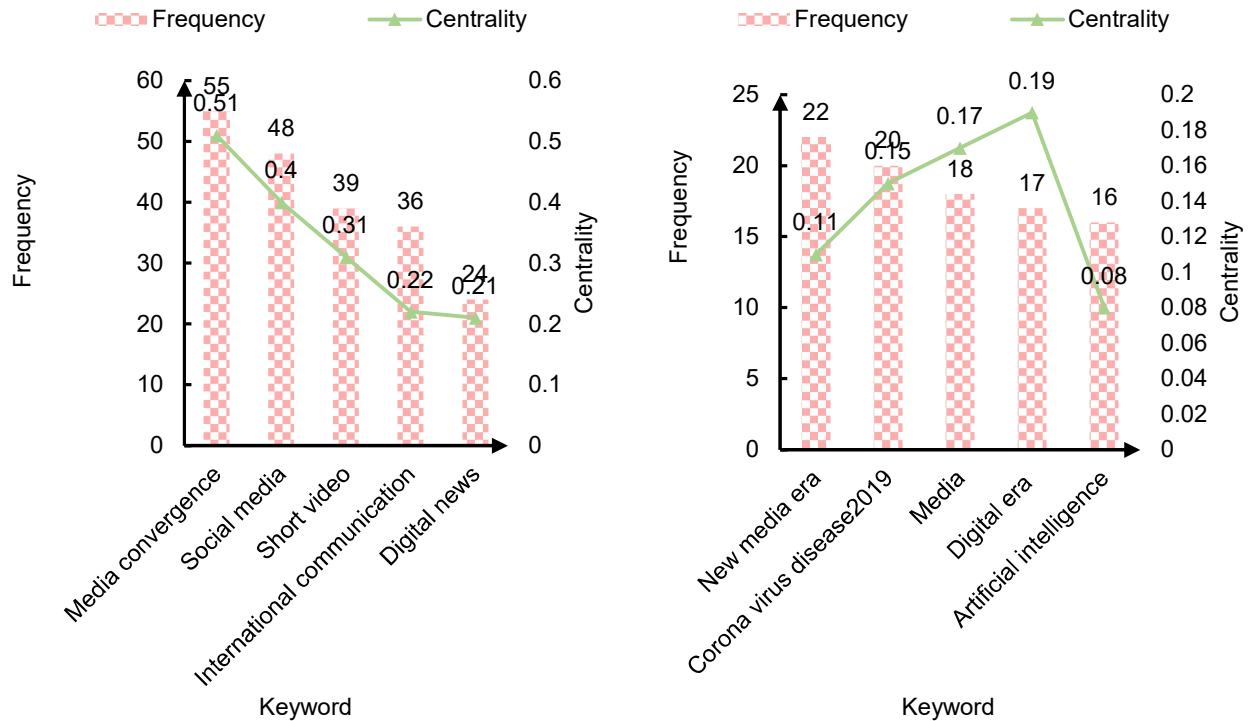 Frequency
Centrality
60
50
40
30
20
10
0
Frequency
0.6
0.5
0.4
0.3
0.2
0.1
0
Centrality
55
48
39
36
24
0.51
0.4
0.31
0.22
0.21
Media convergence
Social media
Short video
International communication
Digital news
Keyword
Frequency
Centrality
25
20
15
10
5
0
Frequency
0.2
0.18
0.16
0.14
0.12
0.1
0.08
0.06
0.04
0.02
0
Centrality
22
20
18
17
16
0.11
0.15
0.17
0.19
0.08
New media era
Corona virus disease2019
Media
Digital era
Artificial intelligence
Keyword